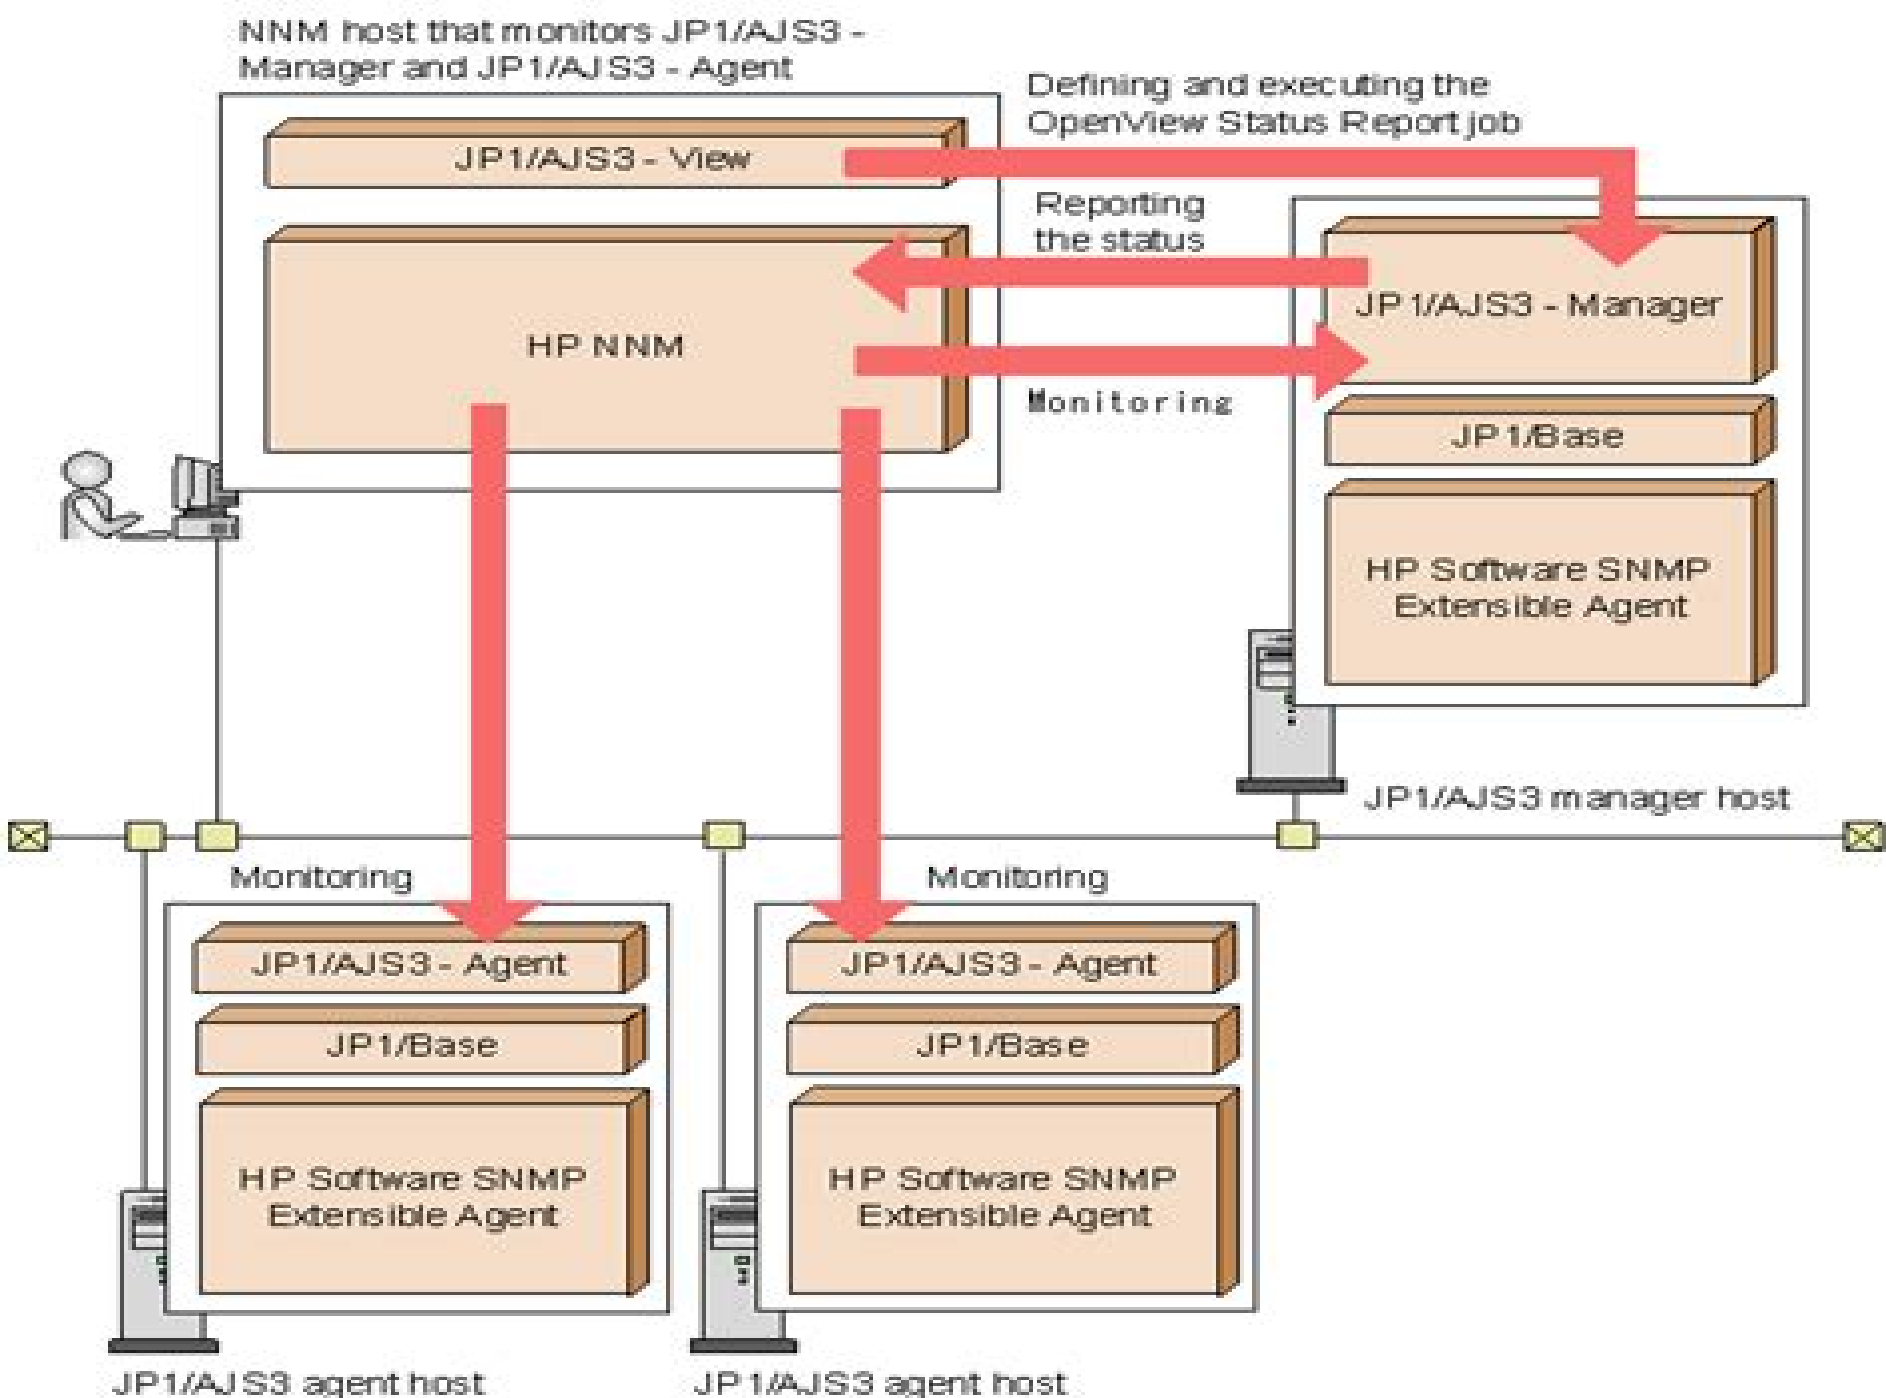 NNM host that monitors JP1/AJS3 -
Manager and JP1/AJS3 - Agent
Defining and executing the
OpenView Status Report job
JP1/AJS3 - View
Reporting
the status
HP NNM
JP1/AJS3 - Manager
Monitoring
JP1/Base
HP Software SNMP
Extensible Agent
JP1/AJS3 manager host
Monitoring
Monitoring
JP1/AJS3 - Agent
JP1/Base
HP Software SNMP
Extensible Agent
JP1/AJS3 agent host
JP1/AJS3 - Agent
JP1/Base
HP Software SNMP
Extensible Agent
JP1/AJS3 agent host